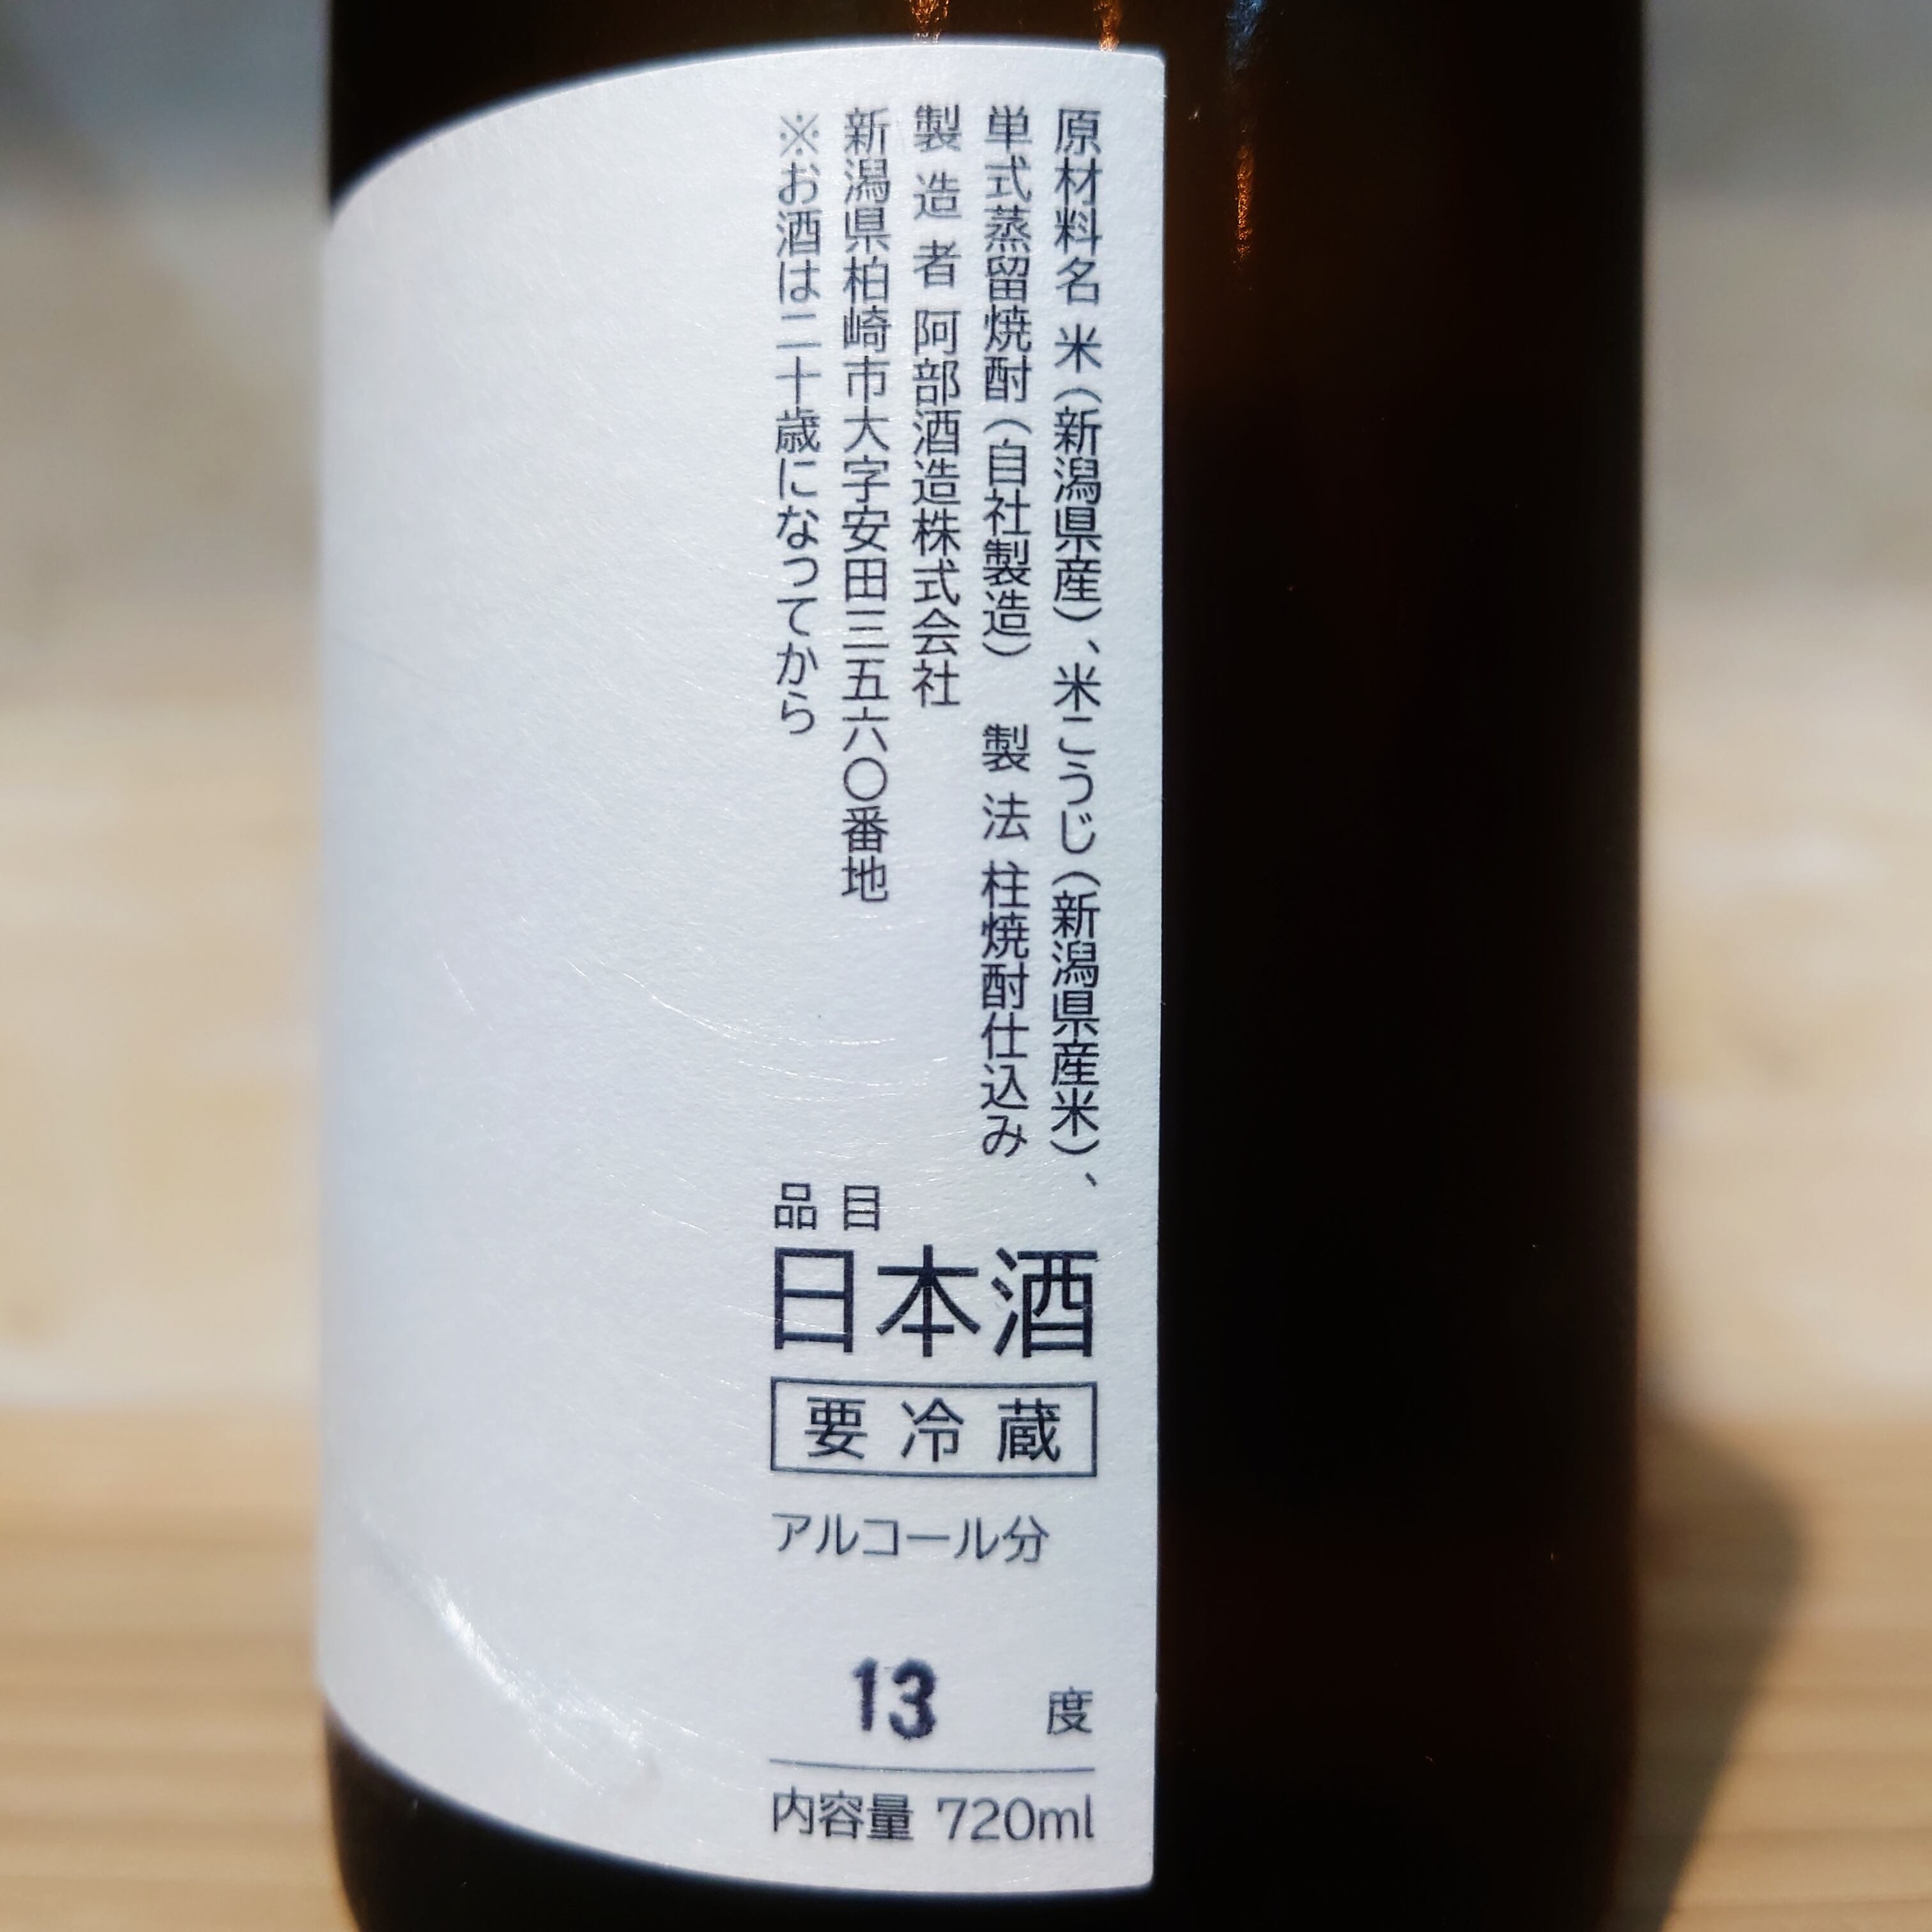 原材料名 米（新潟県産）、米こうじ（新潟県産米）、
単式蒸留焼酎（自社製造） 製法 柱焼酎仕込み
製造者 阿部酒造株式会社
新潟県柏崎市大字安田三五六〇番地
※お酒は二十歳になってから
品目
日本酒
要冷蔵
アルコール分
13 度
内容量 720ml